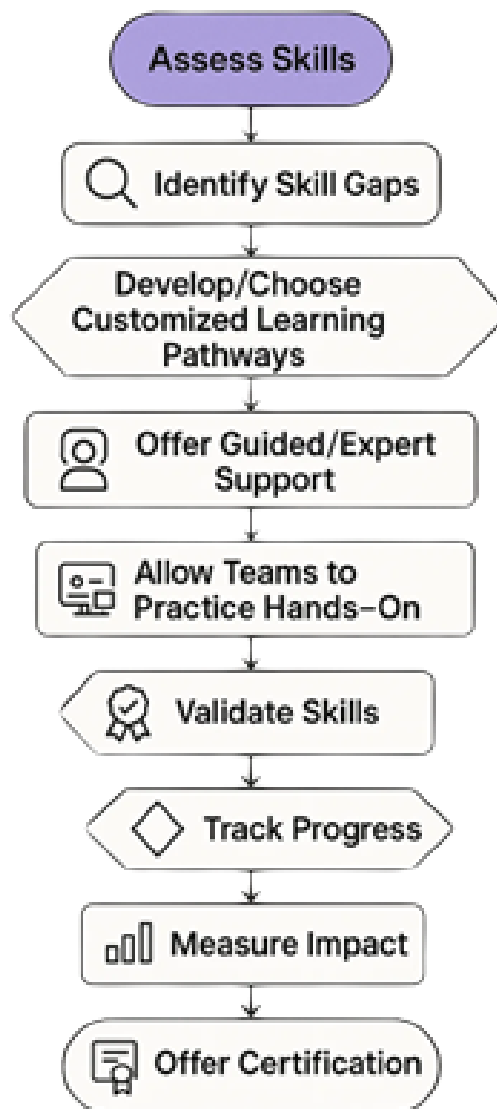 Assess Skills
Identify Skill Gaps
Develop/Choose
Customized Learning
Pathways
Offer Guided/Expert
Support
Allow Teams to
Practice Hands-On
Validate Skills
Track Progress
Measure Impact
Offer Certification